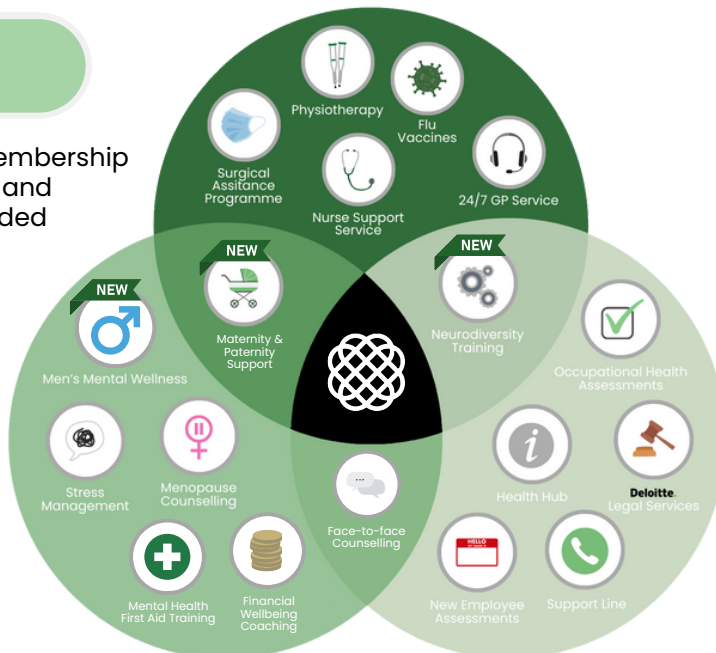 embership
and
ded
Physiotherapy
Flu
Vaccines
Surgical
Assitance
Programme
Nurse Support
Service
24/7 GP Service
NEW
Maternity &
Paternity
Support
NEW
Neurodiversity
Training
NEW
Men's Mental Wellness
Stress
Management
Menopause
Counselling
Mental Health
First Aid Training
Financial
Wellbeing
Coaching
Face-to-face
Counselling
Occupational Health
Assessments
Health Hub
Deloitte.
Legal Services
HELLO
New Employee
Assessments
Support Line